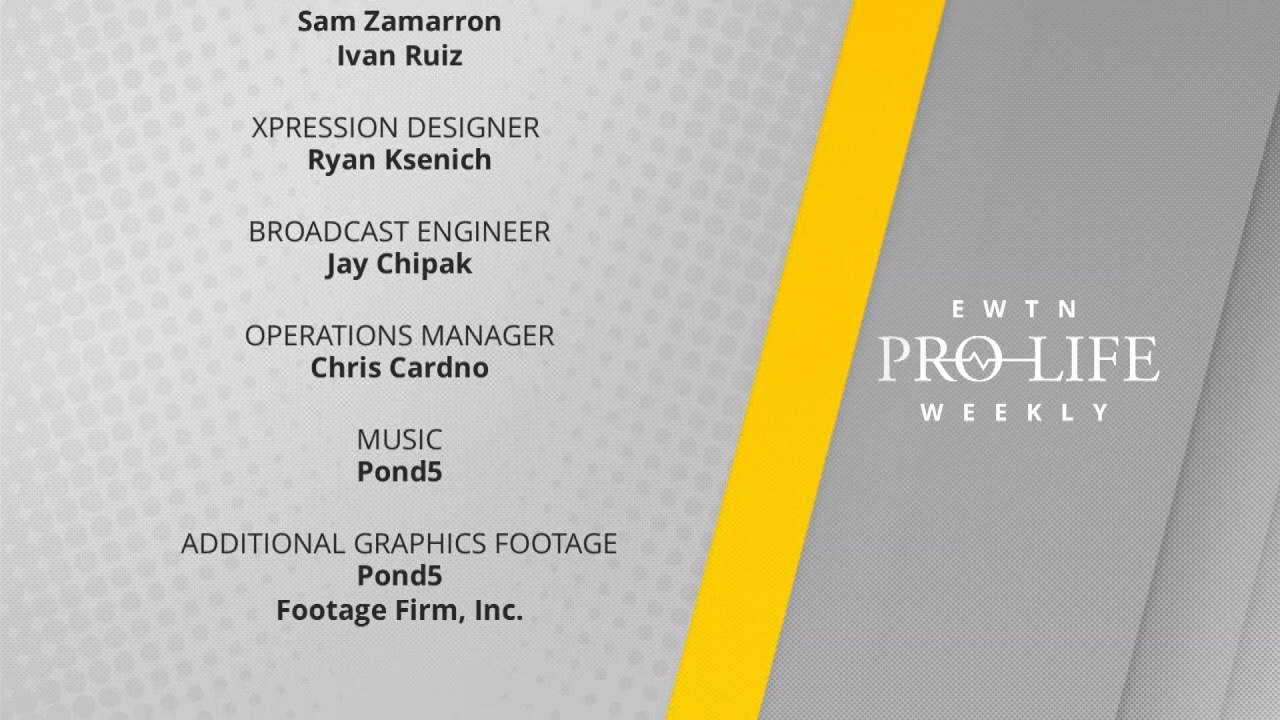 Sam Zamarron
Ivan Ruiz
XPRESSION DESIGNER
Ryan Ksenich
BROADCAST ENGINEER
Jay Chipak
OPERATIONS MANAGER
Chris Cardno
MUSIC
Pond5
ADDITIONAL GRAPHICS FOOTAGE
Pond5
Footage Firm, Inc.
EWTN
PRO-LIFE
WEEKLY